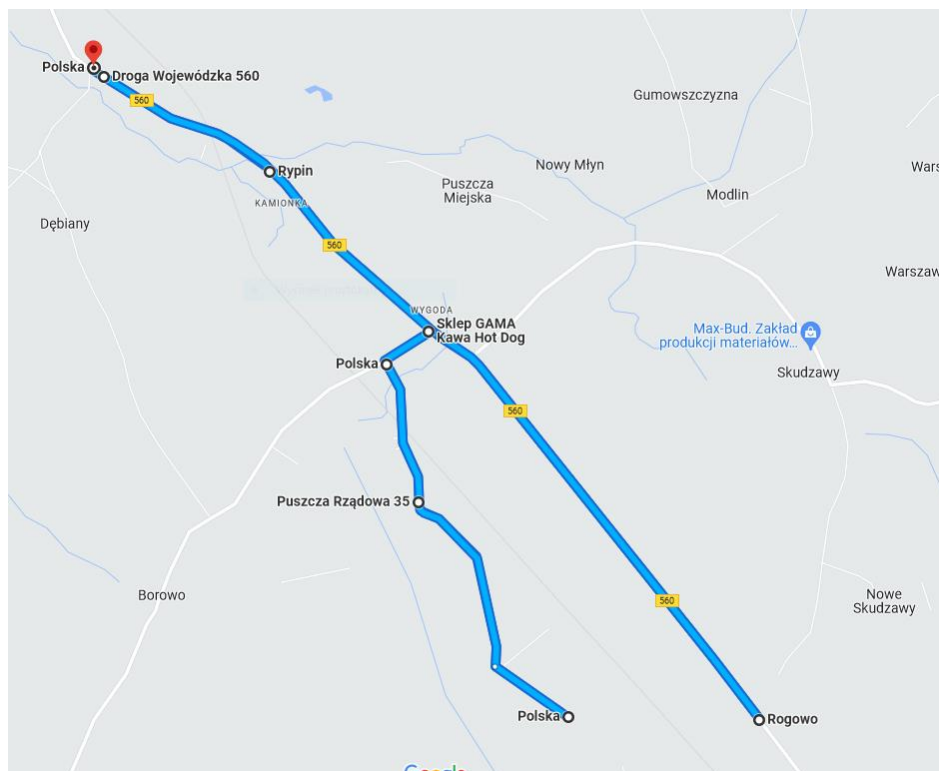 Polska
Droga Wojewódzka 560
560
Gumowszczyzna
Rypin
Nowy Młyn
Puszcza
Miejska
Modlin
KAMIONKA
Dębiany
560
WYGODA
Sklep GAMA
Kawa Hot Dog
Max-Bud. Zakład
produkcji materiałów...
Polska
Skudzawy
560
Puszcza Rządowa 35
Borowo
560
Nowe
Skudzawy
Polska
Rogowo